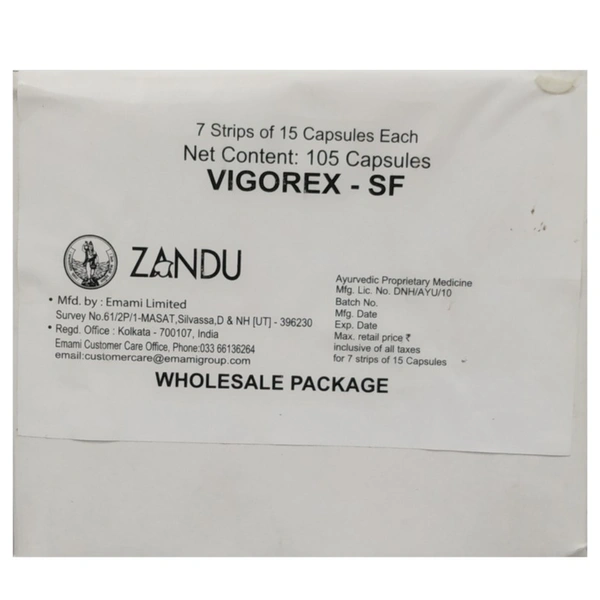 7 Strips of 15 Capsules Each
Net Content: 105 Capsules
VIGOREX - SF
ZANDU
• Mfd. by : Emami Limited
Survey No.61/2P/1-MASAT,Silvassa,D & NH [UT] - 396230
• Regd. Office : Kolkata - 700107, India
Emami Customer Care Office, Phone:033 66136264
email:customercare@emamigroup.com
Ayurvedic Proprietary Medicine
Mfg. Lic. No. DNH/AYU/10
Batch No.
Mfg. Date
Exp. Date
Max. retail price ₹
inclusive of all taxes
for 7 strips of 15 Capsules
WHOLESALE PACKAGE